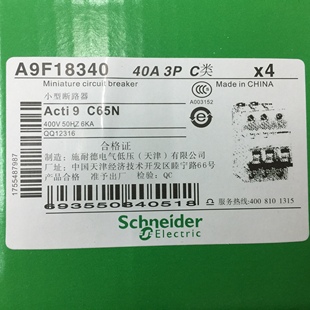 A9F18340 40A 3P C类 x4
Miniature circuit breaker
Made in CHINA
小型断路器
Acti 9 C65N
A003152
400V 50HZ 6KA
QQ12316
合格证
制造：施耐德电气低压（天津）有限公司
厂址：中国天津经济技术开发区睦宁路66号
合格品 准予出厂 检验员：QC
1755487987
Schneider
Electric
693550840518
服务热线：400 810 1315